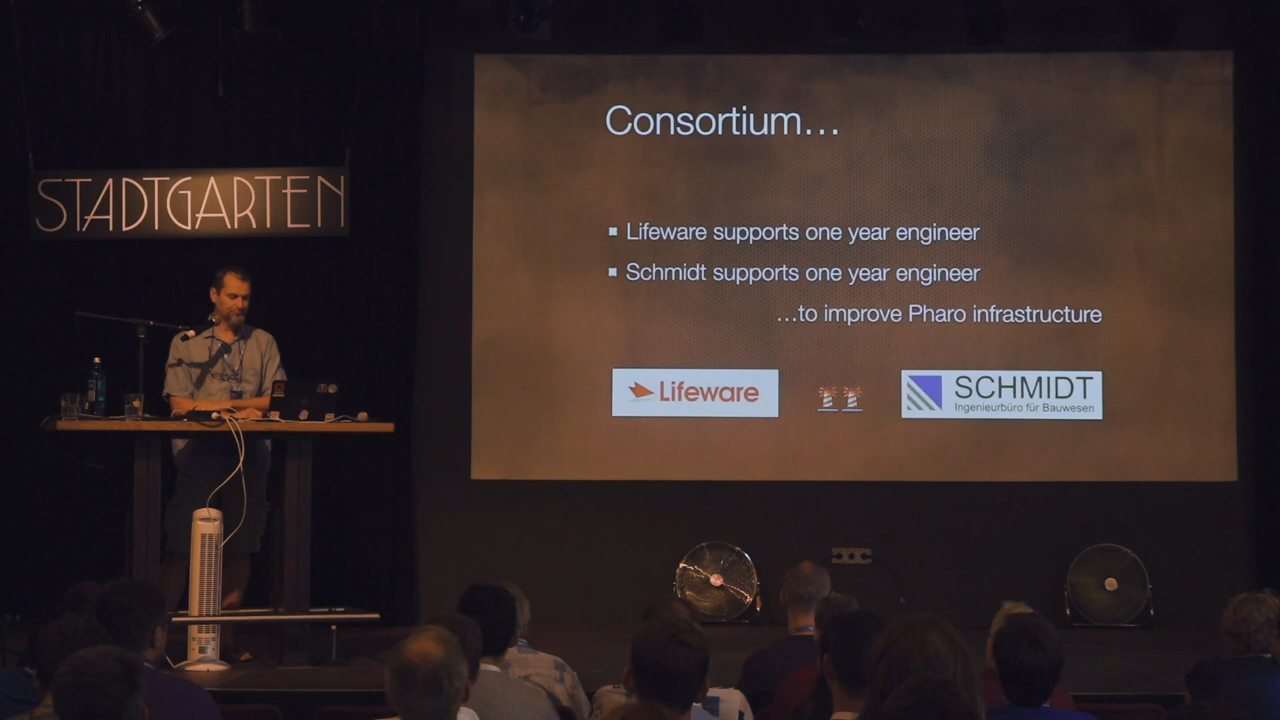 STADTGARTEN
Consortium...
▪ Lifeware supports one year engineer
▪ Schmidt supports one year engineer
...to improve Pharo infrastructure
Lifeware
SCHMIDT
Ingenieurbüro für Bauwesen